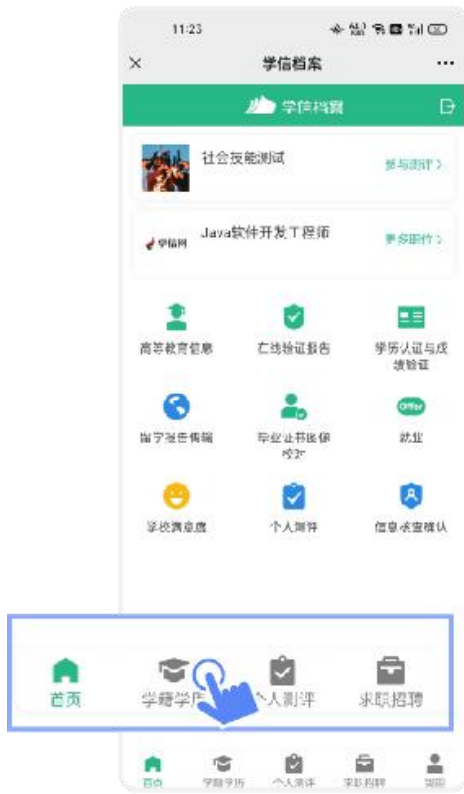 11:23
学信档案
学信档案
社会技能测试
参与测评 >
学信网
Java软件开发工程师
更多职位 >
高等教育信息
在线验证报告
学历认证与成
绩验证
留学报告传输
毕业证书图像
校对
Offer
就业
学校满意度
个人测评
信息核查确认
首页
学籍学历
个人测评
求职招聘
首页
学籍学历
个人测评
求职招聘